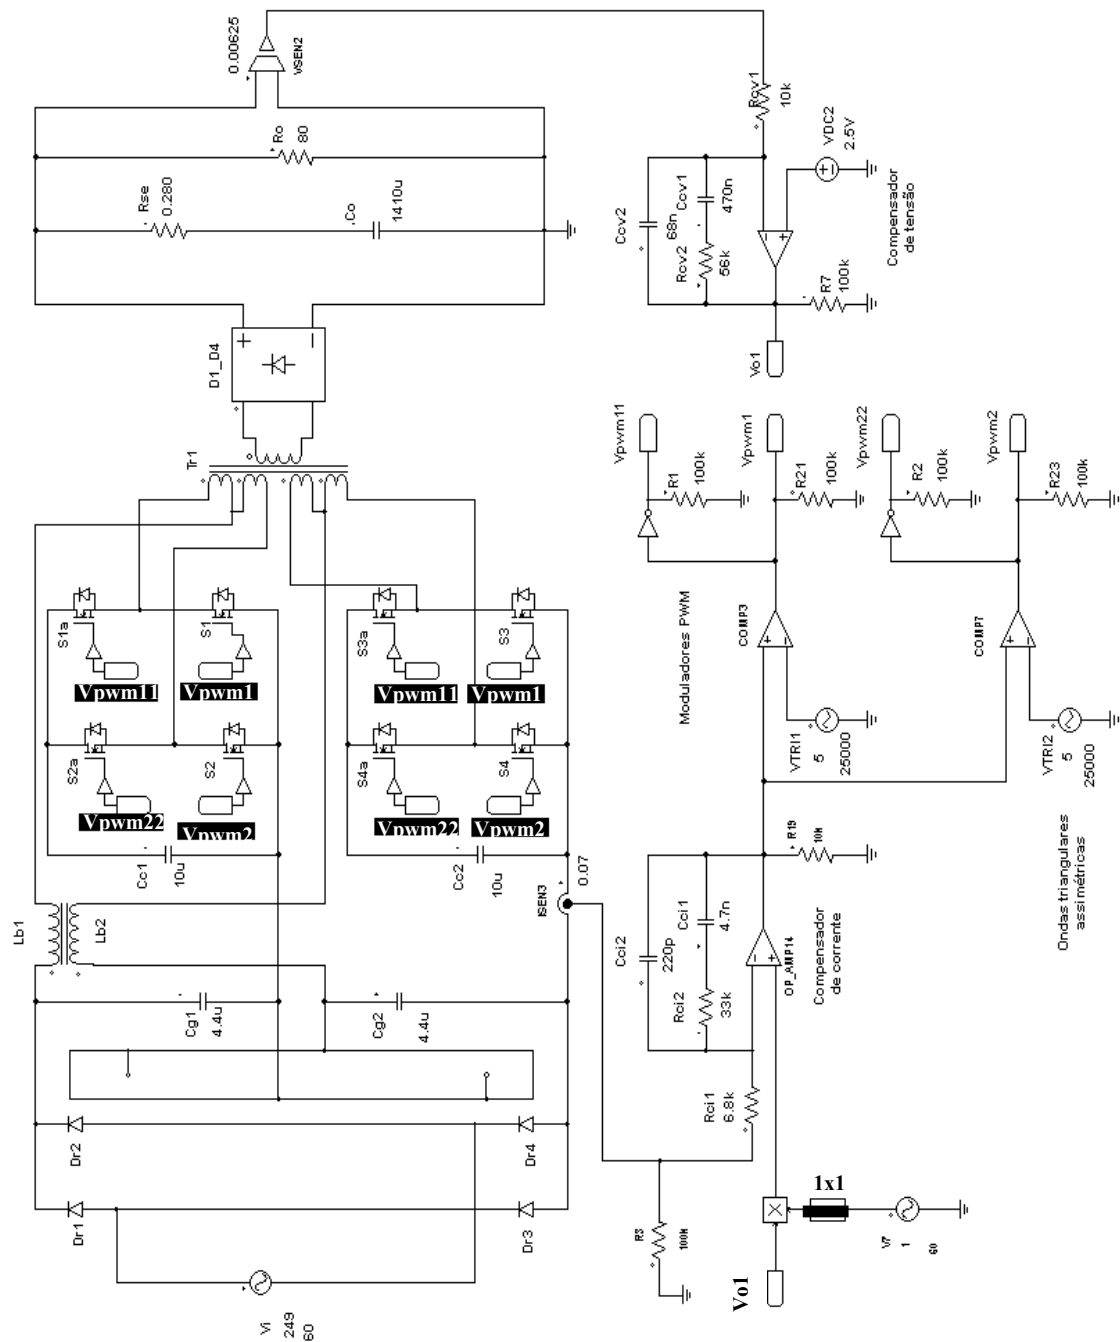 0.00625
VSEN2
Ro
80
Rse
0.280
Co
1410u
D1_D4
Tr1
S1a
Vpwm11
S1
Vpwm1
S3a
Vpwm11
S3
Vpwm1
S2a
Vpwm22
S2
Vpwm2
S4a
Vpwm22
S4
Vpwm2
Cc1
10u
Cc2
10u
ISEN3
0.07
Lb1
Lb2
Cg1
4.4u
Cg2
4.4u
Dr2
Dr4
Dr1
Dr3
Vi
249
60
Rcv1
10k
VDC2
2.5V
Ccv2
68n
Ccv1
470n
Rcv2
56k
R7
100k
Compensador
de tensão
Vo1
Vpwm11
R1
100k
Vpwm1
R21
100k
Vpwm22
R2
100k
Vpwm2
R23
100k
Moduladores PWM
COMP3
COMP7
VTRI1
5
25000
VTRI2
5
25000
Ondas triangulares
assimétricas
R19
Cci2
220p
Cci1
4.7n
Rci2
33k
OP_AMP14
Compensador
de corrente
Rci1
6.8k
R3
1x1
V7
1
60
Vo1